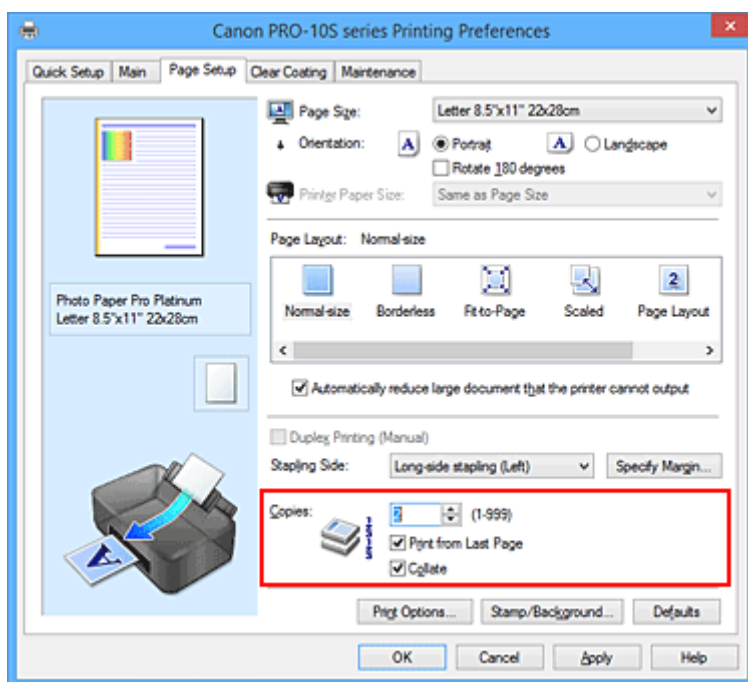 Canon PRO-10S series Printing Preferences
Quick Setup Main Page Setup Clear Coating Maintenance
Page Size: Letter 8.5"x11" 22x28cm
Orientation: A Portrait A Landscape
Rotate 180 degrees
Printer Paper Size: Same as Page Size
Page Layout: Normal-size
2
Normal-size Borderless Fit-to-Page Scaled Page Layout
Photo Paper Pro Platinum
Letter 8.5"x11" 22x28cm
Automatically reduce large document that the printer cannot output
Duplex Printing (Manual)
Stapling Side: Long-side stapling (Left) Specify Margin...
Copies: 2 (1-999)
Print from Last Page
Collate
A
Print Options... Stamp/Background... Defaults
OK Cancel Apply Help